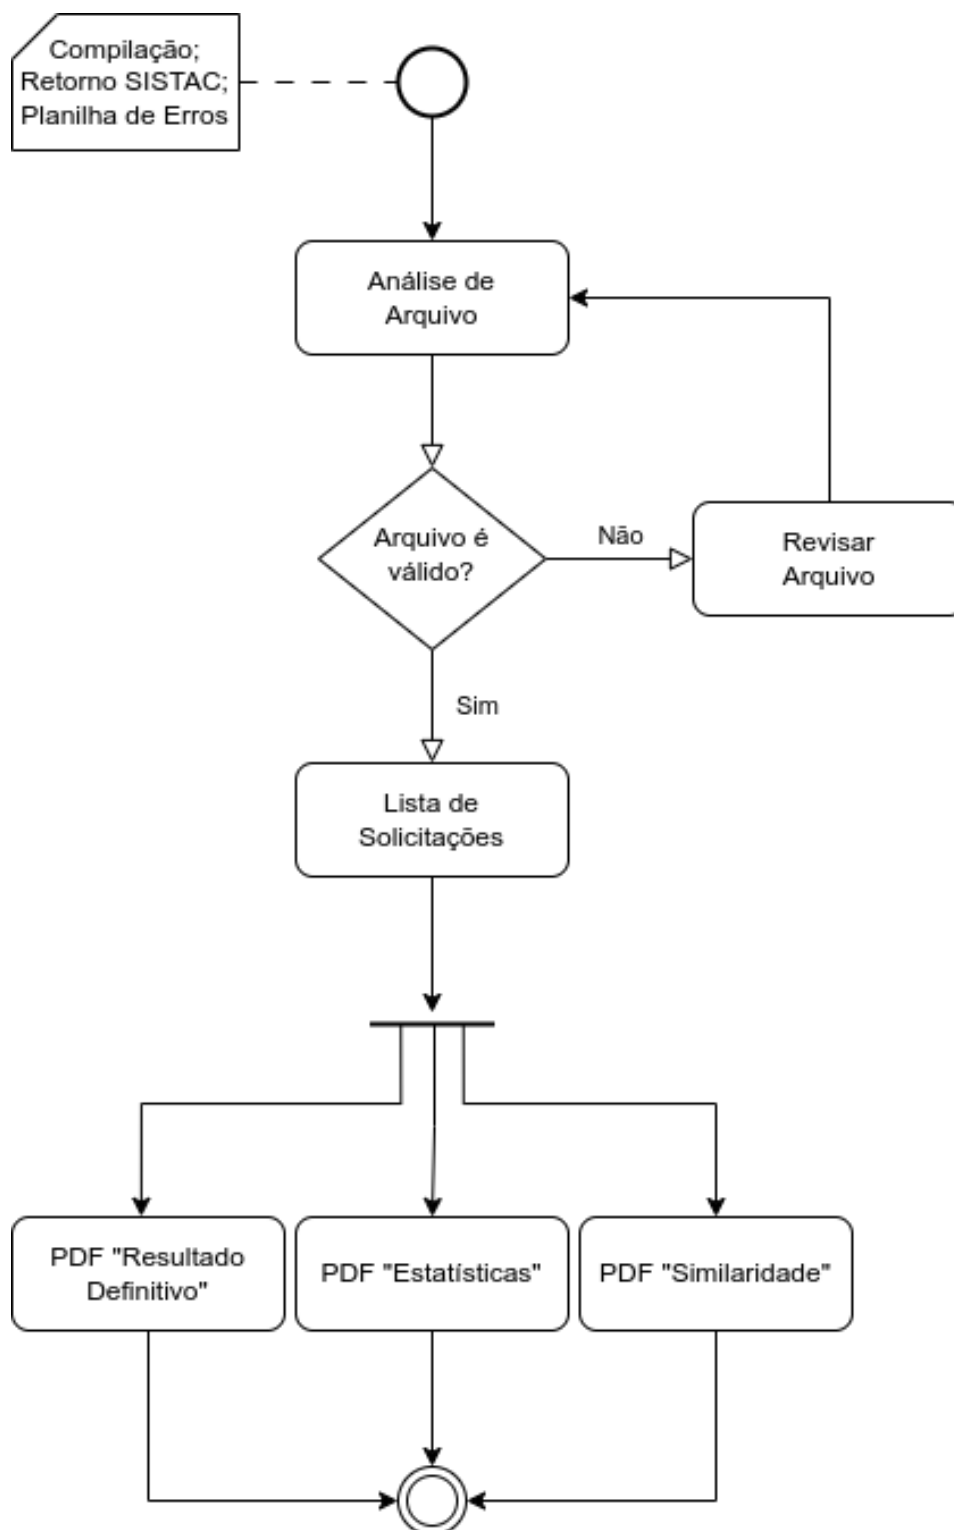 Compilação;
Retorno SISTAC;
Planilha de Erros
Análise de
Arquivo
Arquivo é
válido?
Não
Revisar
Arquivo
Sim
Lista de
Solicitações
PDF "Resultado
Definitivo"
PDF "Estatísticas"
PDF "Similaridade"